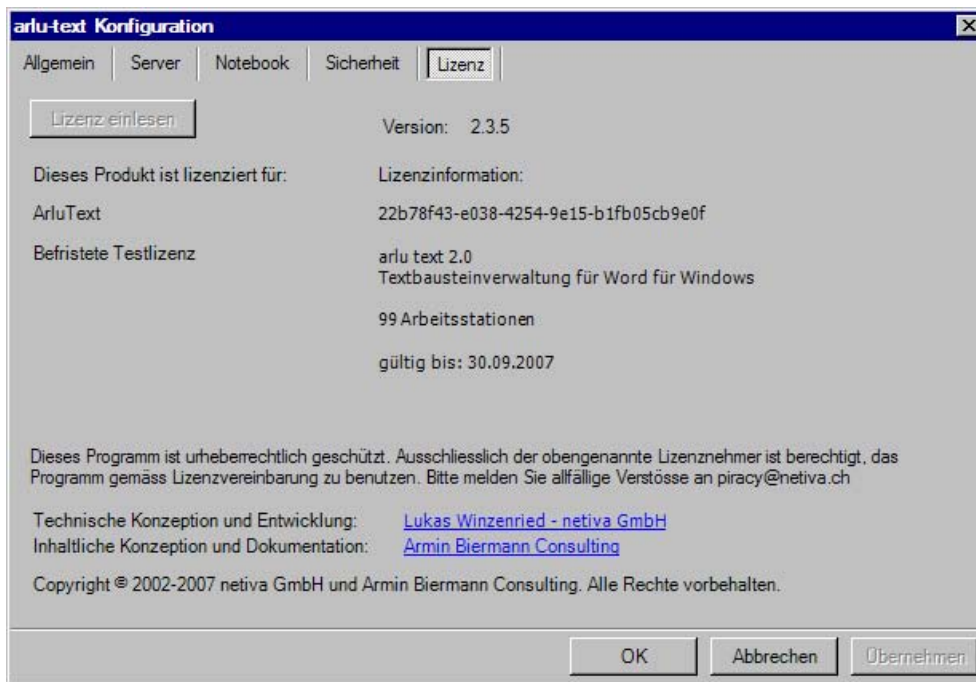 arlu-text Konfiguration
Allgemein Server Notebook Sicherheit Lizenz
Lizenz einlesen Version: 2.3.5
Dieses Produkt ist lizenziert für: Lizenzinformation:
ArluText 22b78f43-e038-4254-9e15-b1fb05cb9e0f
Befristete Testlizenz arlu text 2.0
Textbausteinverwaltung für Word für Windows
99 Arbeitsstationen
gültig bis: 30.09.2007
Dieses Programm ist urheberrechtlich geschützt. Ausschliesslich der obengenannte Lizenznehmer ist berechtigt, das
Programm gemäss Lizenzvereinbarung zu benutzen. Bitte melden Sie allfällige Verstösse an piracy@netiva.ch
Technische Konzeption und Entwicklung: Lukas Winzenried - netiva GmbH
Inhaltliche Konzeption und Dokumentation: Armin Biermann Consulting
Copyright © 2002-2007 netiva GmbH und Armin Biermann Consulting. Alle Rechte vorbehalten.
OK Abbrechen Übernehmen